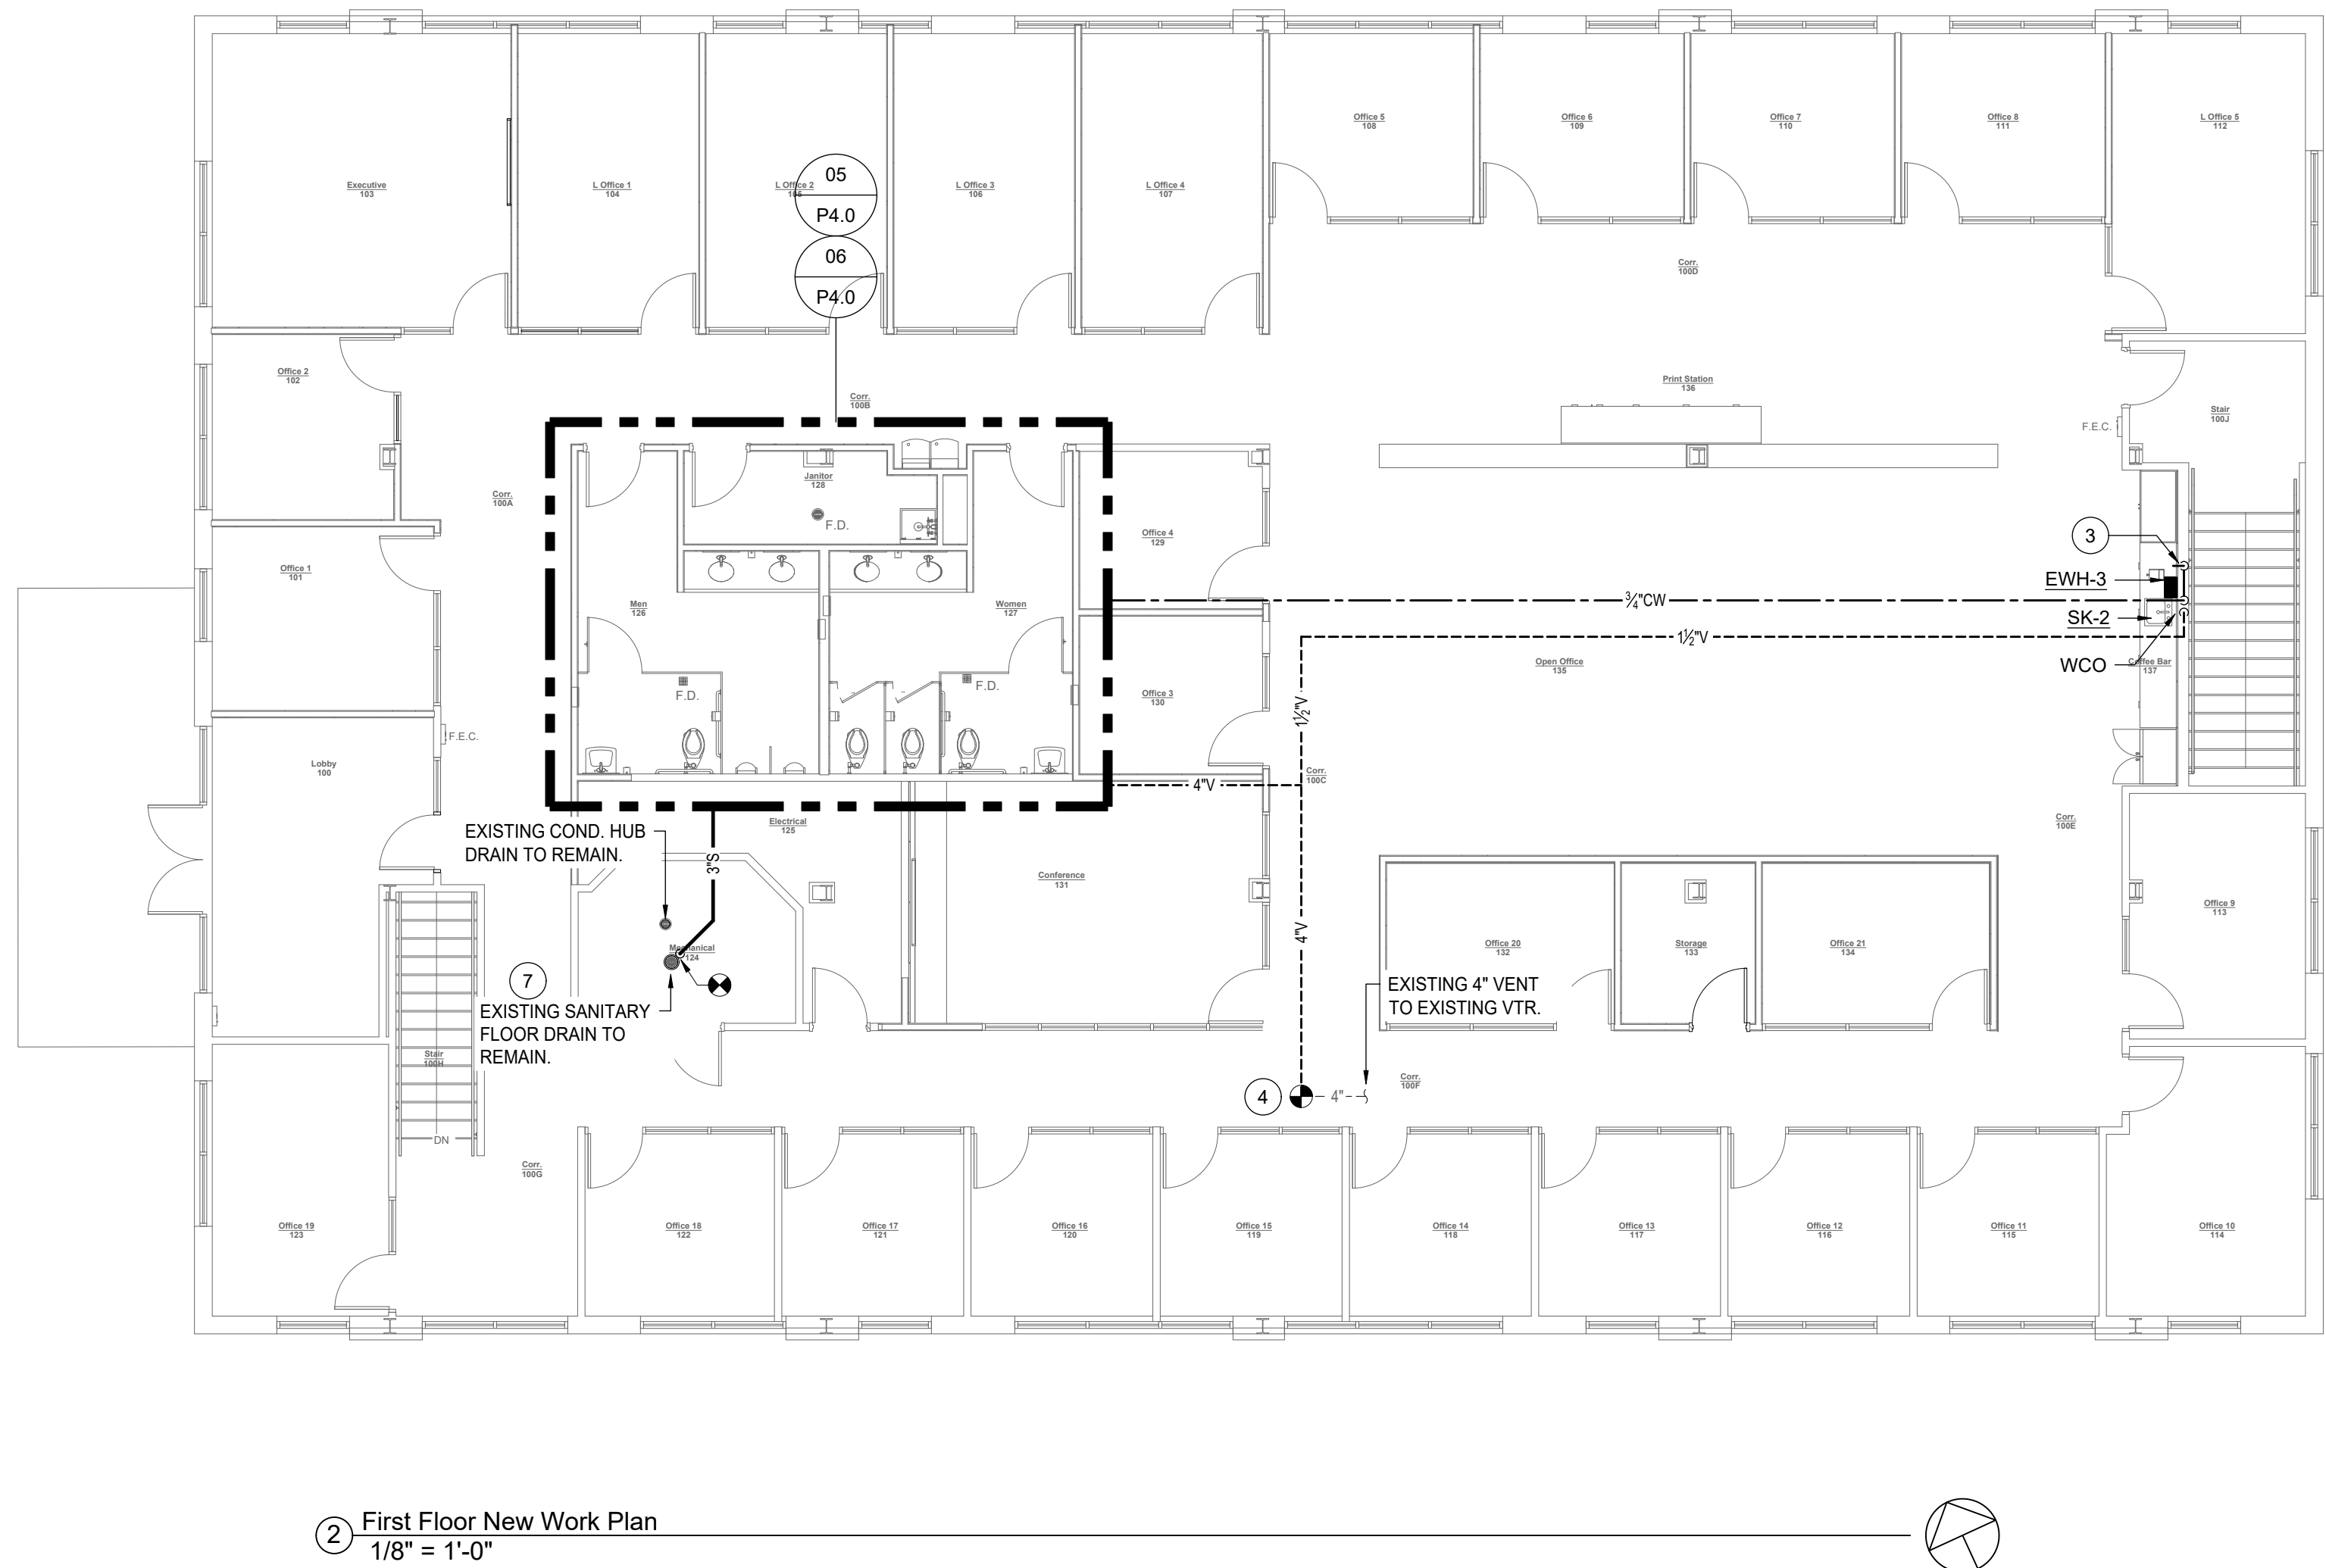 Office 5
108
Office 6
109
Office 7
110
Office 8
111
L Office 5
112
Executive
103
L Office 1
104
L Office 2
105
L Office 3
106
L Office 4
107
05
P4.0
06
P4.0
Corr.
100D
Office 2
102
Corr.
100B
Print Station
136
Stair
100J
F.E.C.
Corr.
100A
Janitor
128
F.D.
Office 4
129
3
EWH-3
SK-2
WCO
Coffee Bar
137
Office 1
101
Men
126
Women
127
¾"CW
1½"V
Open Office
135
F.D.
F.D.
Office 3
130
1½"V
F.E.C.
Lobby
100
Corr.
100C
4"V
Electrical
125
EXISTING COND. HUB
DRAIN TO REMAIN.
3"S
Corr.
100E
Conference
131
Office 9
113
Mechanical
124
4"V
Office 20
132
Storage
133
Office 21
134
7
EXISTING SANITARY
FLOOR DRAIN TO
REMAIN.
EXISTING 4" VENT
TO EXISTING VTR.
Stair
100H
4
4"
Corr.
100F
DN
Corr.
100G
Office 19
123
Office 18
122
Office 17
121
Office 16
120
Office 15
119
Office 14
118
Office 13
117
Office 12
116
Office 11
115
Office 10
114
2
First Floor New Work Plan
1/8" = 1'-0"